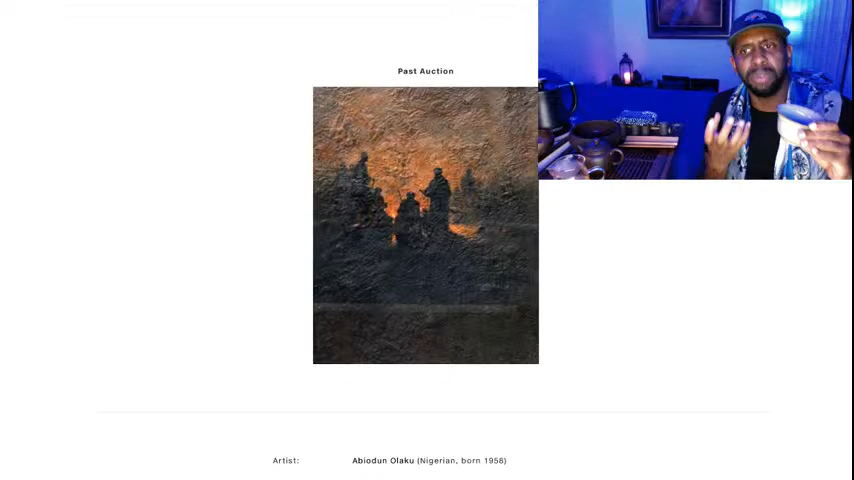 Past Auction
Artist: Abiodun Olaku (Nigerian, born 1958)